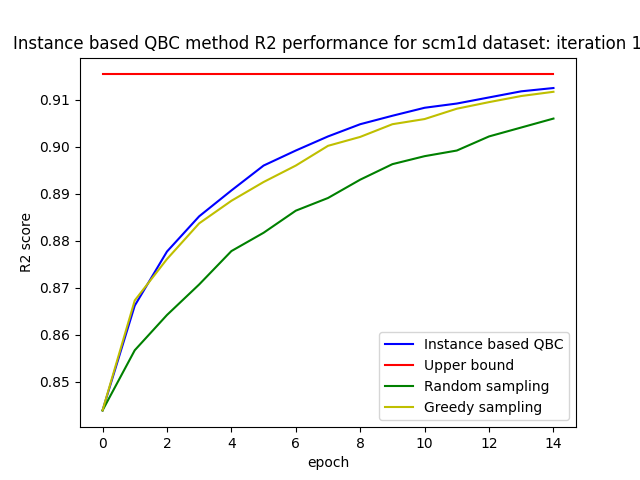 Instance based QBC method R2 performance for scm1d dataset: iteration 1
0.91
0.90
0.89
0.88
0.87
0.86
0.85
R2 score
Instance based QBC
Upper bound
Random sampling
Greedy sampling
0 2 4 6 8 10 12 14
epoch